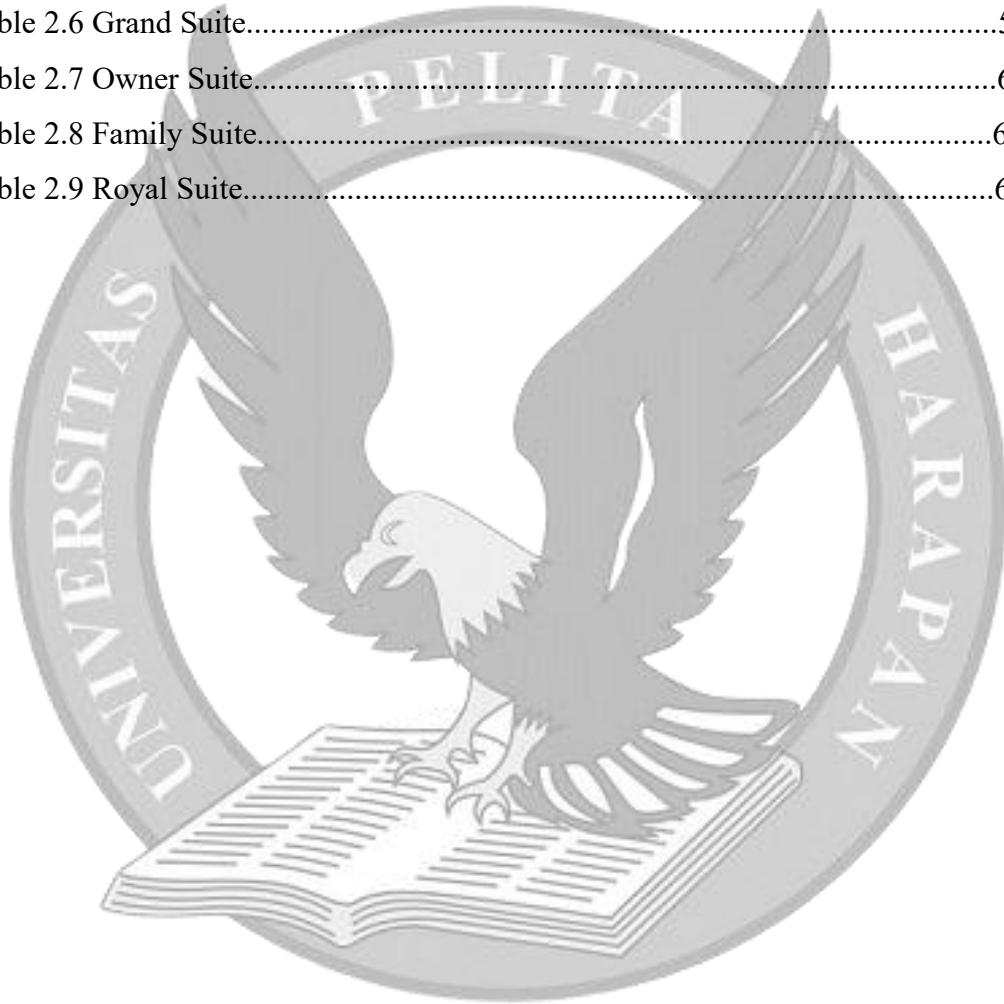 ble 2.6 Grand Suite..........................................................................................5
ble 2.7 Owner Suite.........................................................................................6
ble 2.8 Family Suite........................................................................................6
ble 2.9 Royal Suite..........................................................................................6
UNIVERSITAS PELITA HARAPAN